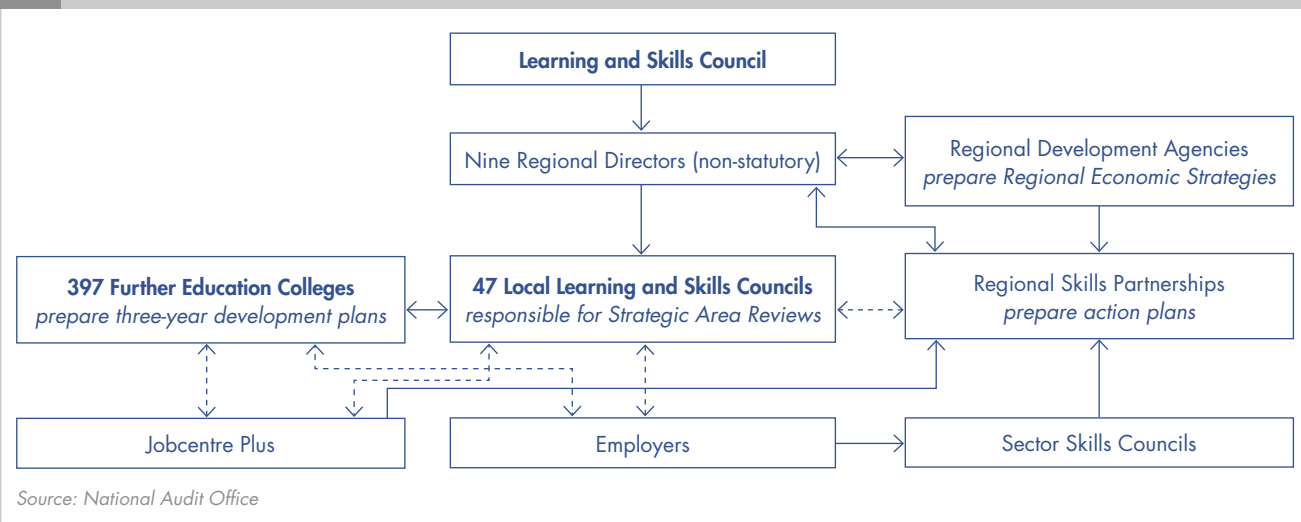 Learning and Skills Council
Nine Regional Directors (non-statutory)
Regional Development Agencies
prepare Regional Economic Strategies
397 Further Education Colleges
prepare three-year development plans
47 Local Learning and Skills Councils
responsible for Strategic Area Reviews
Regional Skills Partnerships
prepare action plans
Jobcentre Plus
Employers
Sector Skills Councils
Source: National Audit Office